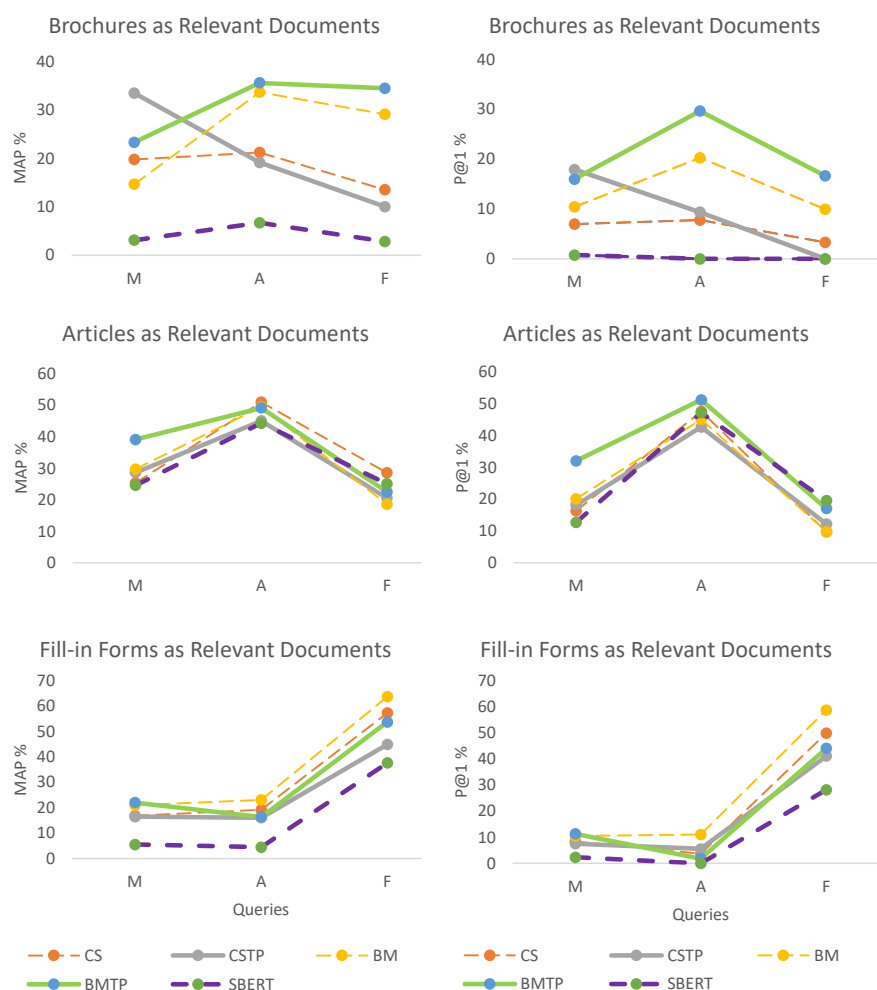 Brochures as Relevant Documents
40
30
20
10
0
MAP %
M A F
Brochures as Relevant Documents
40
30
20
10
0
P@1 %
M A F
Articles as Relevant Documents
60
50
40
30
20
10
0
MAP %
M A F
Articles as Relevant Documents
60
50
40
30
20
10
0
P@1 %
M A F
Fill-in Forms as Relevant Documents
70
60
50
40
30
20
10
0
MAP %
M A F
Queries
Fill-in Forms as Relevant Documents
70
60
50
40
30
20
10
0
P@1 %
M A F
Queries
CS CSTP BM
BMTP SBERT
CS CSTP BM
BMTP SBERT